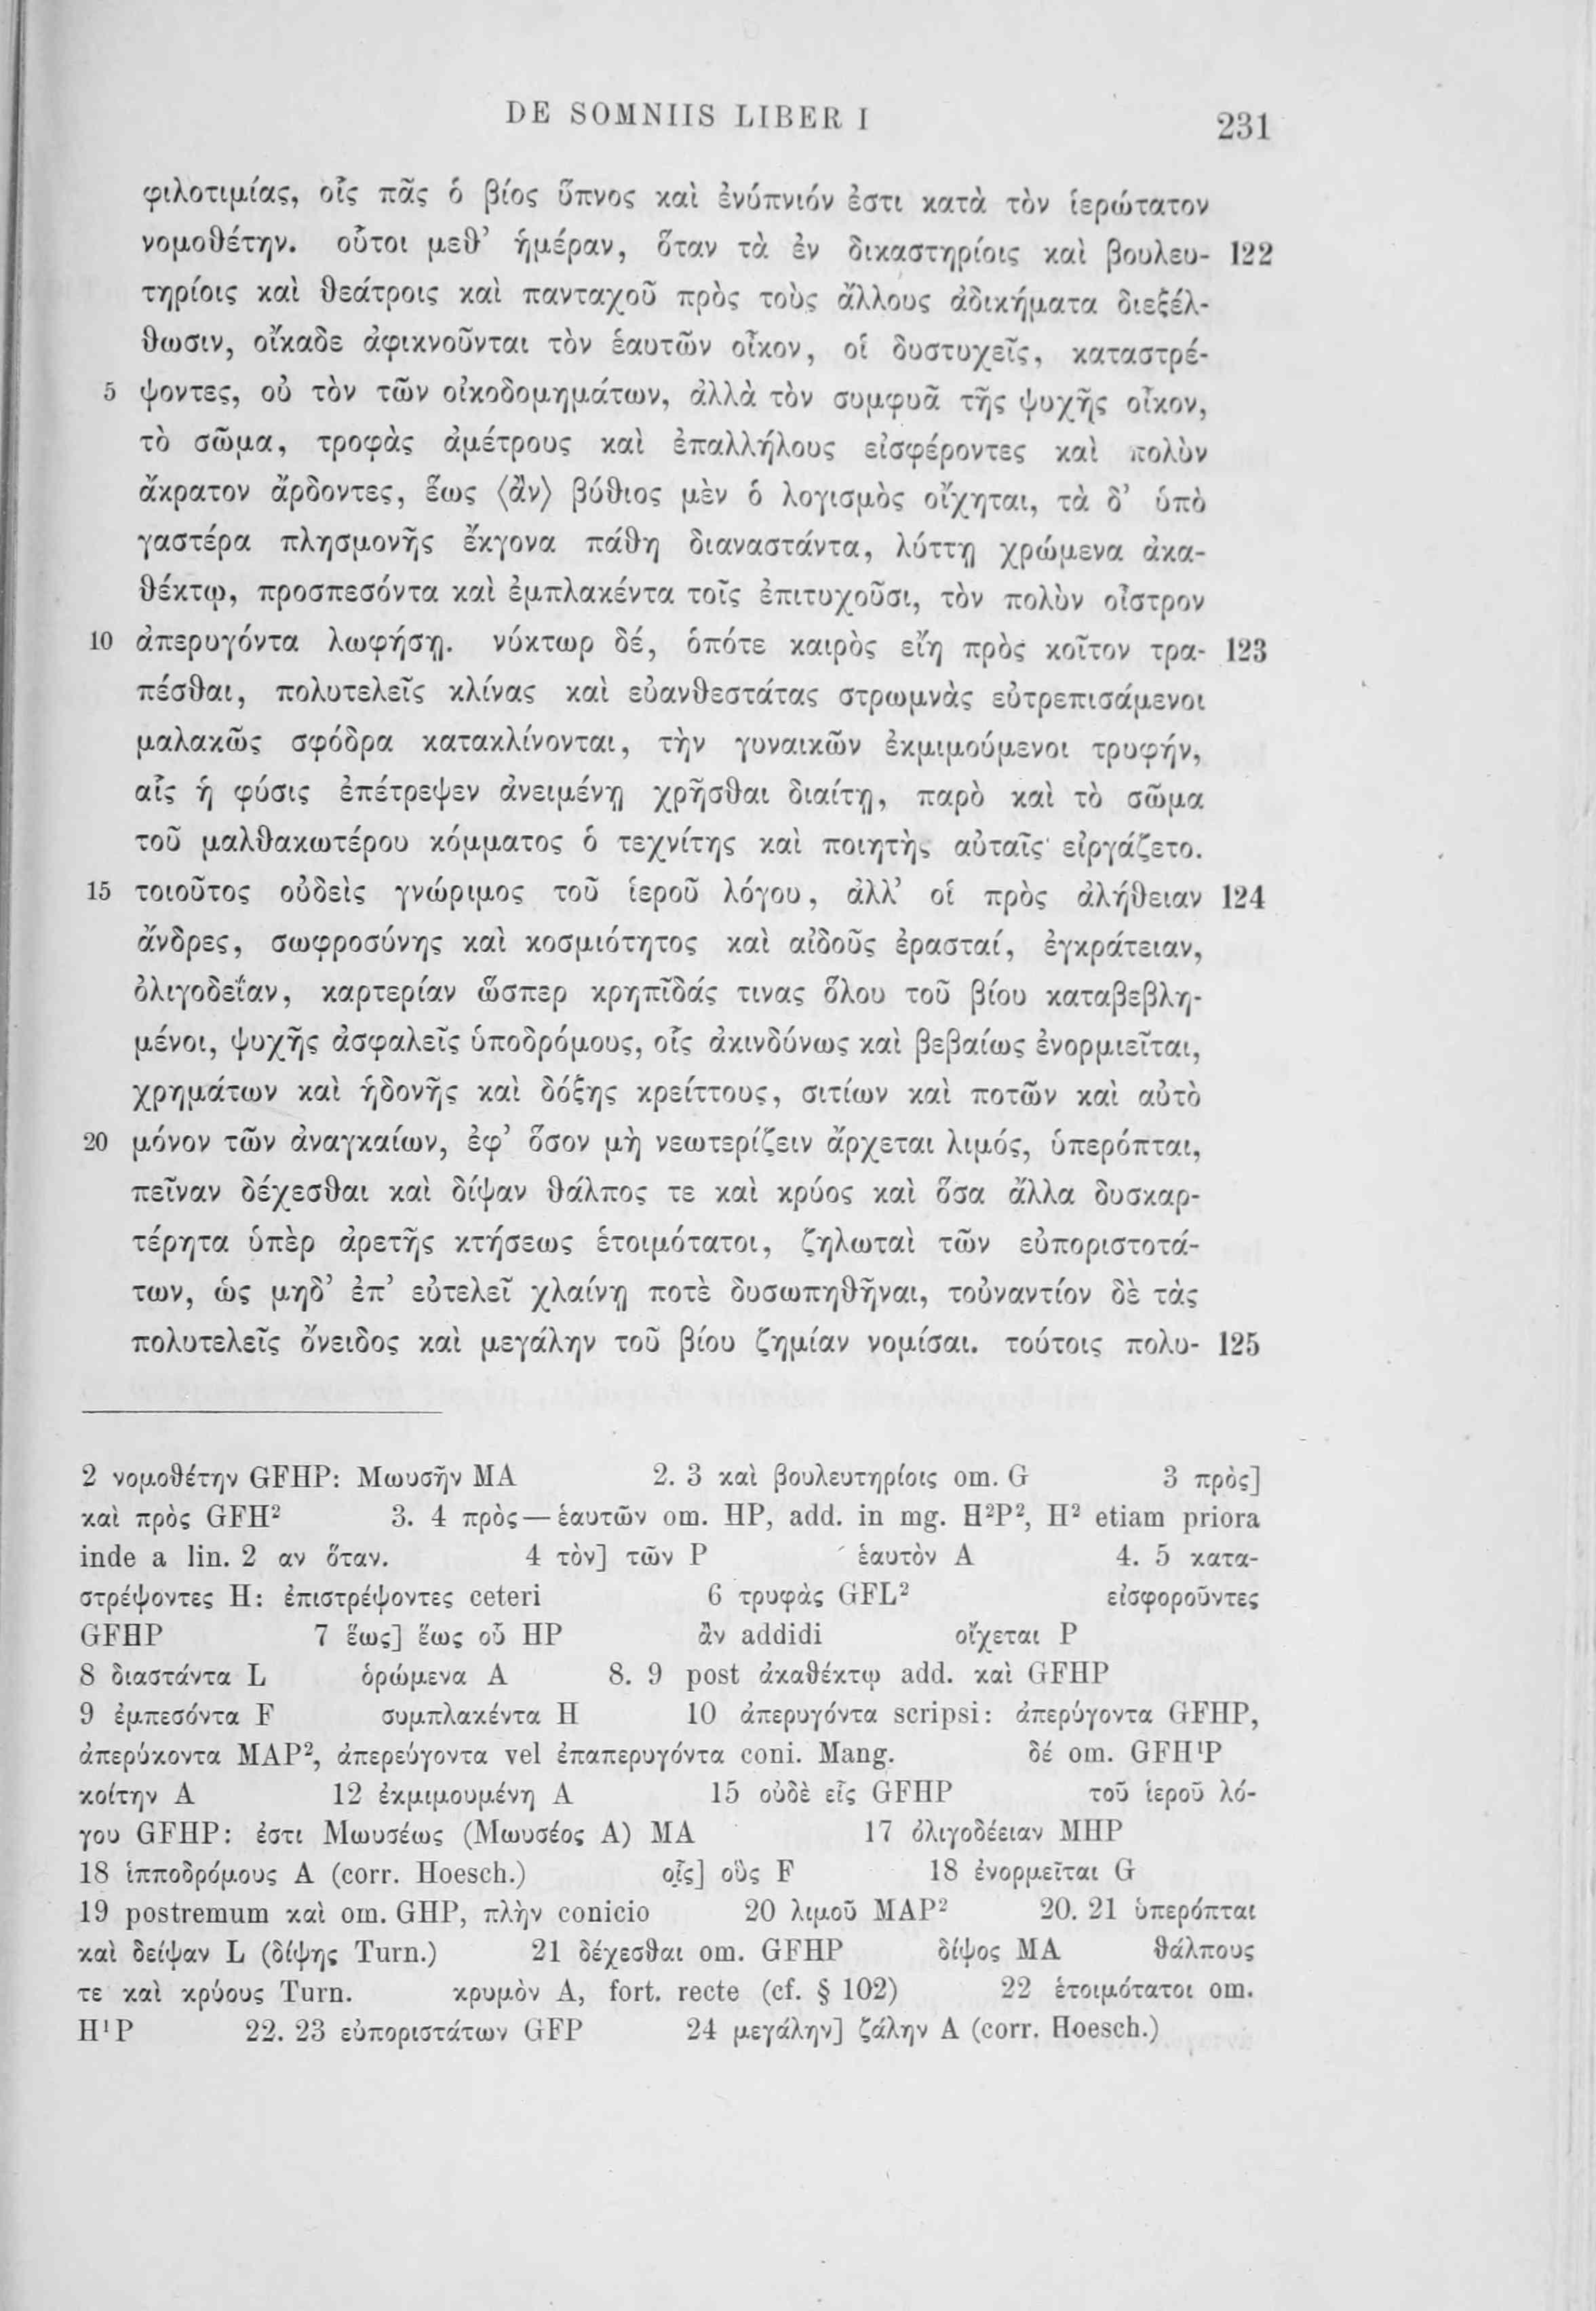 DE SOMNIIS LIBER I 231
φιλοτιμίας, οἷς πᾶς ὁ βίος ὕπνος καὶ ἐνύπνιόν ἐστι κατὰ τὸν ἱερώτατον
νομοθέτην. οὗτοι μεθ’ ἡμέραν, ὅταν τὰ ἐν δικαστηρίοις καὶ βουλευ- 122
τηρίοις καὶ θεάτροις καὶ πανταχοῦ πρὸς τοὺς ἄλλους ἀδικήματα διεξέλ-
θωσιν, οἴκαδε ἀφικνοῦνται τὸν ἑαυτῶν οἶκον, οἱ δυστυχεῖς, καταστρέ-
5 ψοντες, οὐ τὸν τῶν οἰκοδομημάτων, ἀλλὰ τὸν συμφυᾶ τῆς ψυχῆς οἶκον,
τὸ σῶμα, τροφὰς ἀμέτρους καὶ ἐπαλλήλους εἰσφέροντες καὶ πολὺν
ἄκρατον ἄρδοντες, ἕως ⟨ἂν⟩ βύθιος μὲν ὁ λογισμὸς οἴχηται, τὰ δ’ ὑπὸ
γαστέρα πλησμονῆς ἔκγονα πάθη διαναστάντα, λύττῃ χρώμενα ἀκα-
θέκτῳ, προσπεσόντα καὶ ἐμπλακέντα τοῖς ἐπιτυχοῦσι, τὸν πολὺν οἶστρον
10 ἀπερυγόντα λωφήσῃ. νύκτωρ δέ, ὁπότε καιρὸς εἴη πρὸς κοῖτον τρα- 123
πέσθαι, πολυτελεῖς κλίνας καὶ εὐανθεστάτας στρωμνὰς εὐτρεπισάμενοι
μαλακῶς σφόδρα κατακλίνονται, τὴν γυναικῶν ἐκμιμούμενοι τρυφήν,
αἷς ἡ φύσις ἐπέτρεψεν ἀνειμένῃ χρῆσθαι διαίτῃ, παρὸ καὶ τὸ σῶμα
τοῦ μαλθακωτέρου κόμματος ὁ τεχνίτης καὶ ποιητὴς αὐταῖς εἰργάζετο.
15 τοιοῦτος οὐδεὶς γνώριμος τοῦ ἱεροῦ λόγου, ἀλλ’ οἱ πρὸς ἀλήθειαν 124
ἄνδρες, σωφροσύνης καὶ κοσμιότητος καὶ αἰδοῦς ἐρασταί, ἐγκράτειαν,
ὀλιγοδεΐαν, καρτερίαν ὥσπερ κρηπῖδάς τινας ὅλου τοῦ βίου καταβεβλη-
μένοι, ψυχῆς ἀσφαλεῖς ὑποδρόμους, οἷς ἀκινδύνως καὶ βεβαίως ἐνορμιεῖται,
χρημάτων καὶ ἡδονῆς καὶ δόξης κρείττους, σιτίων καὶ ποτῶν καὶ αὐτὸ
20 μόνον τῶν ἀναγκαίων, ἐφ’ ὅσον μὴ νεωτερίζειν ἄρχεται λιμός, ὑπερόπται,
πεῖναν δέχεσθαι καὶ δίψαν θάλπος τε καὶ κρύος καὶ ὅσα ἄλλα δυσκαρ-
τέρητα ὑπὲρ ἀρετῆς κτήσεως ἑτοιμότατοι, ζηλωταὶ τῶν εὐποριστοτά-
των, ὡς μηδ’ ἐπ’ εὐτελεῖ χλαίνῃ ποτὲ δυσωπηθῆναι, τοὐναντίον δὲ τὰς
πολυτελεῖς ὄνειδος καὶ μεγάλην τοῦ βίου ζημίαν νομίσαι. τούτοις πολυ- 125
2 νομοθέτην GFHP: Μωυσῆν MA 2. 3 καὶ βουλευτηρίοις om. G 3 πρὸς]
καὶ πρὸς GFH² 3. 4 πρὸς — ἑαυτῶν om. HP, add. in mg. H²P², H² etiam priora
inde a lin. 2 αν ὅταν. 4 τὸν] τῶν P ἑαυτὸν A 4. 5 κατα-
στρέψοντες H: ἐπιστρέψοντες ceteri 6 τρυφὰς GFL² εἰσφοροῦντες
GFHP 7 ἕως] ἕως οὗ HP ἂν addidi οἴχεται P
8 διαστάντα L ὁρώμενα A 8. 9 post ἀκαθέκτῳ add. καὶ GFHP
9 ἐμπεσόντα F συμπλακέντα H 10 ἀπερυγόντα scripsi: ἀπερύγοντα GFHP,
ἀπερύκοντα MAP², ἀπερεύγοντα vel ἐπαπερυγόντα coni. Mang. δέ om. GFH¹P
κοίτην A 12 ἐκμιμουμένη A 15 οὐδὲ εἷς GFHP τοῦ ἱεροῦ λό-
γου GFHP: ἐστι Μωυσέως (Μωυσέος A) MA 17 ὀλιγοδέειαν MHP
18 ἱπποδρόμους A (corr. Hoesch.) οἷς] οὓς F 18 ἐνορμεῖται G
19 postremum καὶ om. GHP, πλὴν conicio 20 λιμοῦ MAP² 20. 21 ὑπερόπται
καὶ δείψαν L (δίψης Turn.) 21 δέχεσθαι om. GFHP δίψος MA θάλπους
τε καὶ κρύους Turn. κρυμὸν A, fort. recte (cf. § 102) 22 ἑτοιμότατοι om.
H¹P 22. 23 εὐποριστάτων GFP 24 μεγάλην] ζάλην A (corr. Hoesch.)